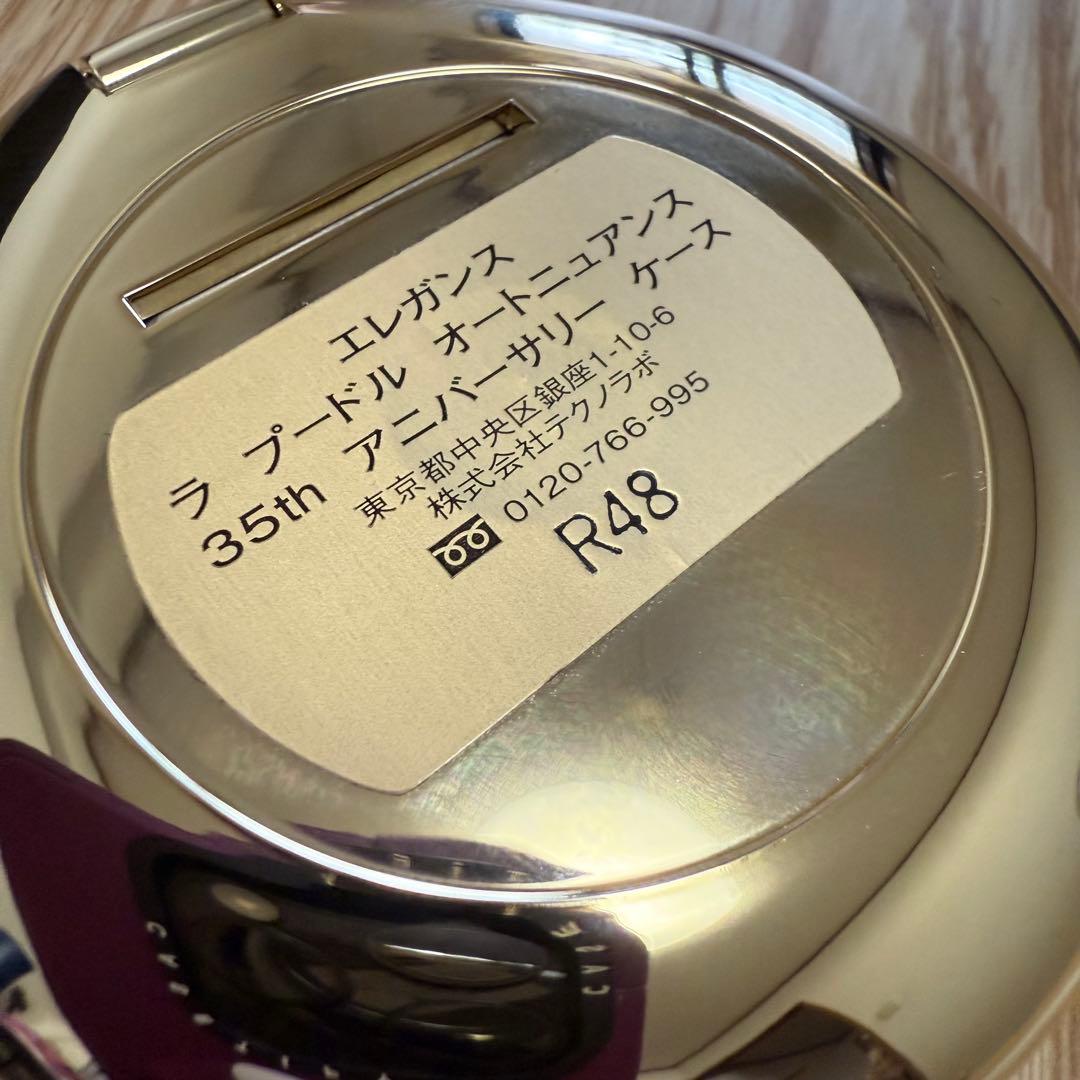 エレガンス
ラ プードル オートニュアンス
35th アニバーサリー ケース
東京都中央区銀座1-10-6
株式会社テクノラボ
0120-766-995
R48